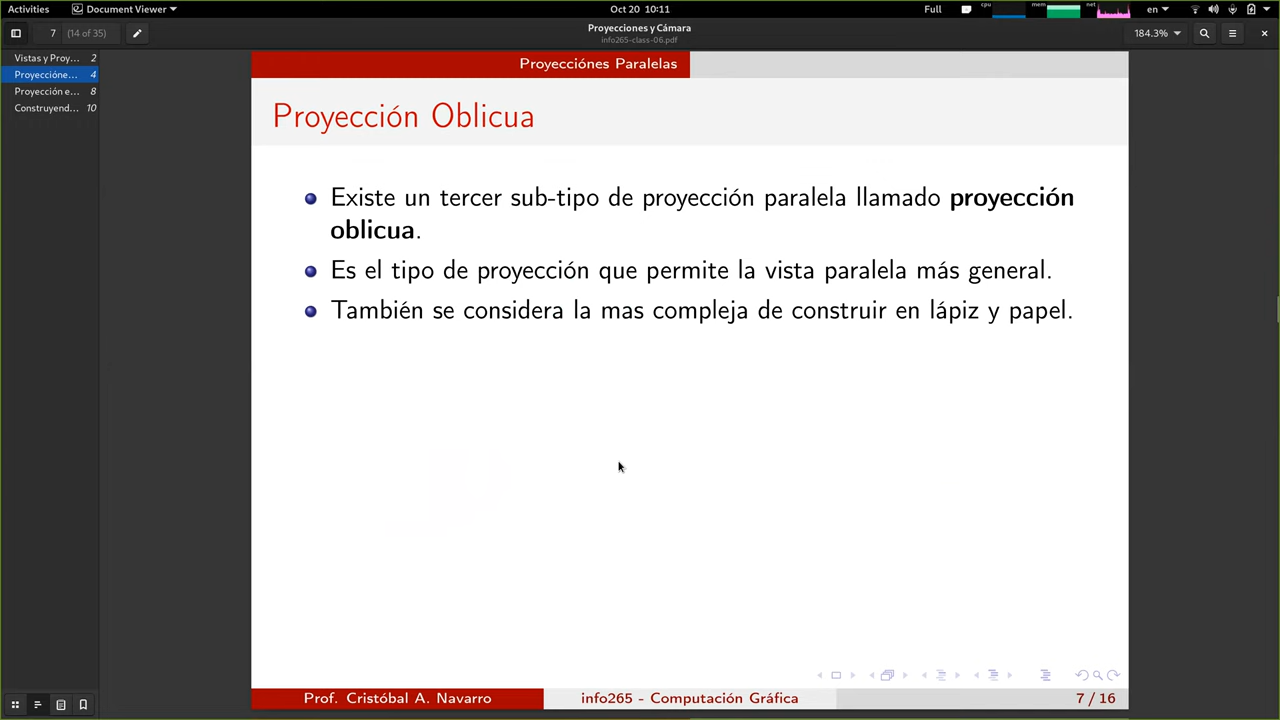 Activities Document Viewer Oct 20 10:11 Full cpu mem net en
7 (14 of 35) Proyecciones y Cámara 184.3%
info265-class-06.pdf
Vistas y Proy... 2
Proyeccióne... 4
Proyección e... 8
Construyend... 10
Proyecciónes Paralelas
Proyección Oblicua
Existe un tercer sub-tipo de proyección paralela llamado proyección
oblicua.
Es el tipo de proyección que permite la vista paralela más general.
También se considera la mas compleja de construir en lápiz y papel.
Prof. Cristóbal A. Navarro info265 - Computación Gráfica 7 / 16